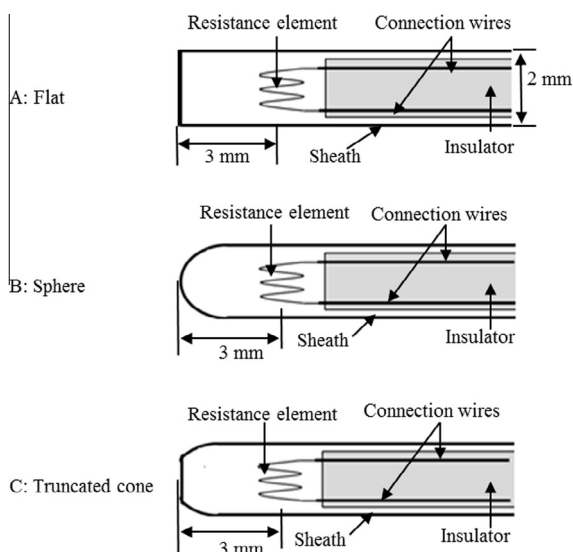 Resistance element
Connection wires
A: Flat
2 mm
3 mm
Sheath
Insulator
Resistance element
Connection wires
B: Sphere
3 mm
Sheath
Insulator
Resistance element
Connection wires
C: Truncated cone
3 mm
Sheath
Insulator